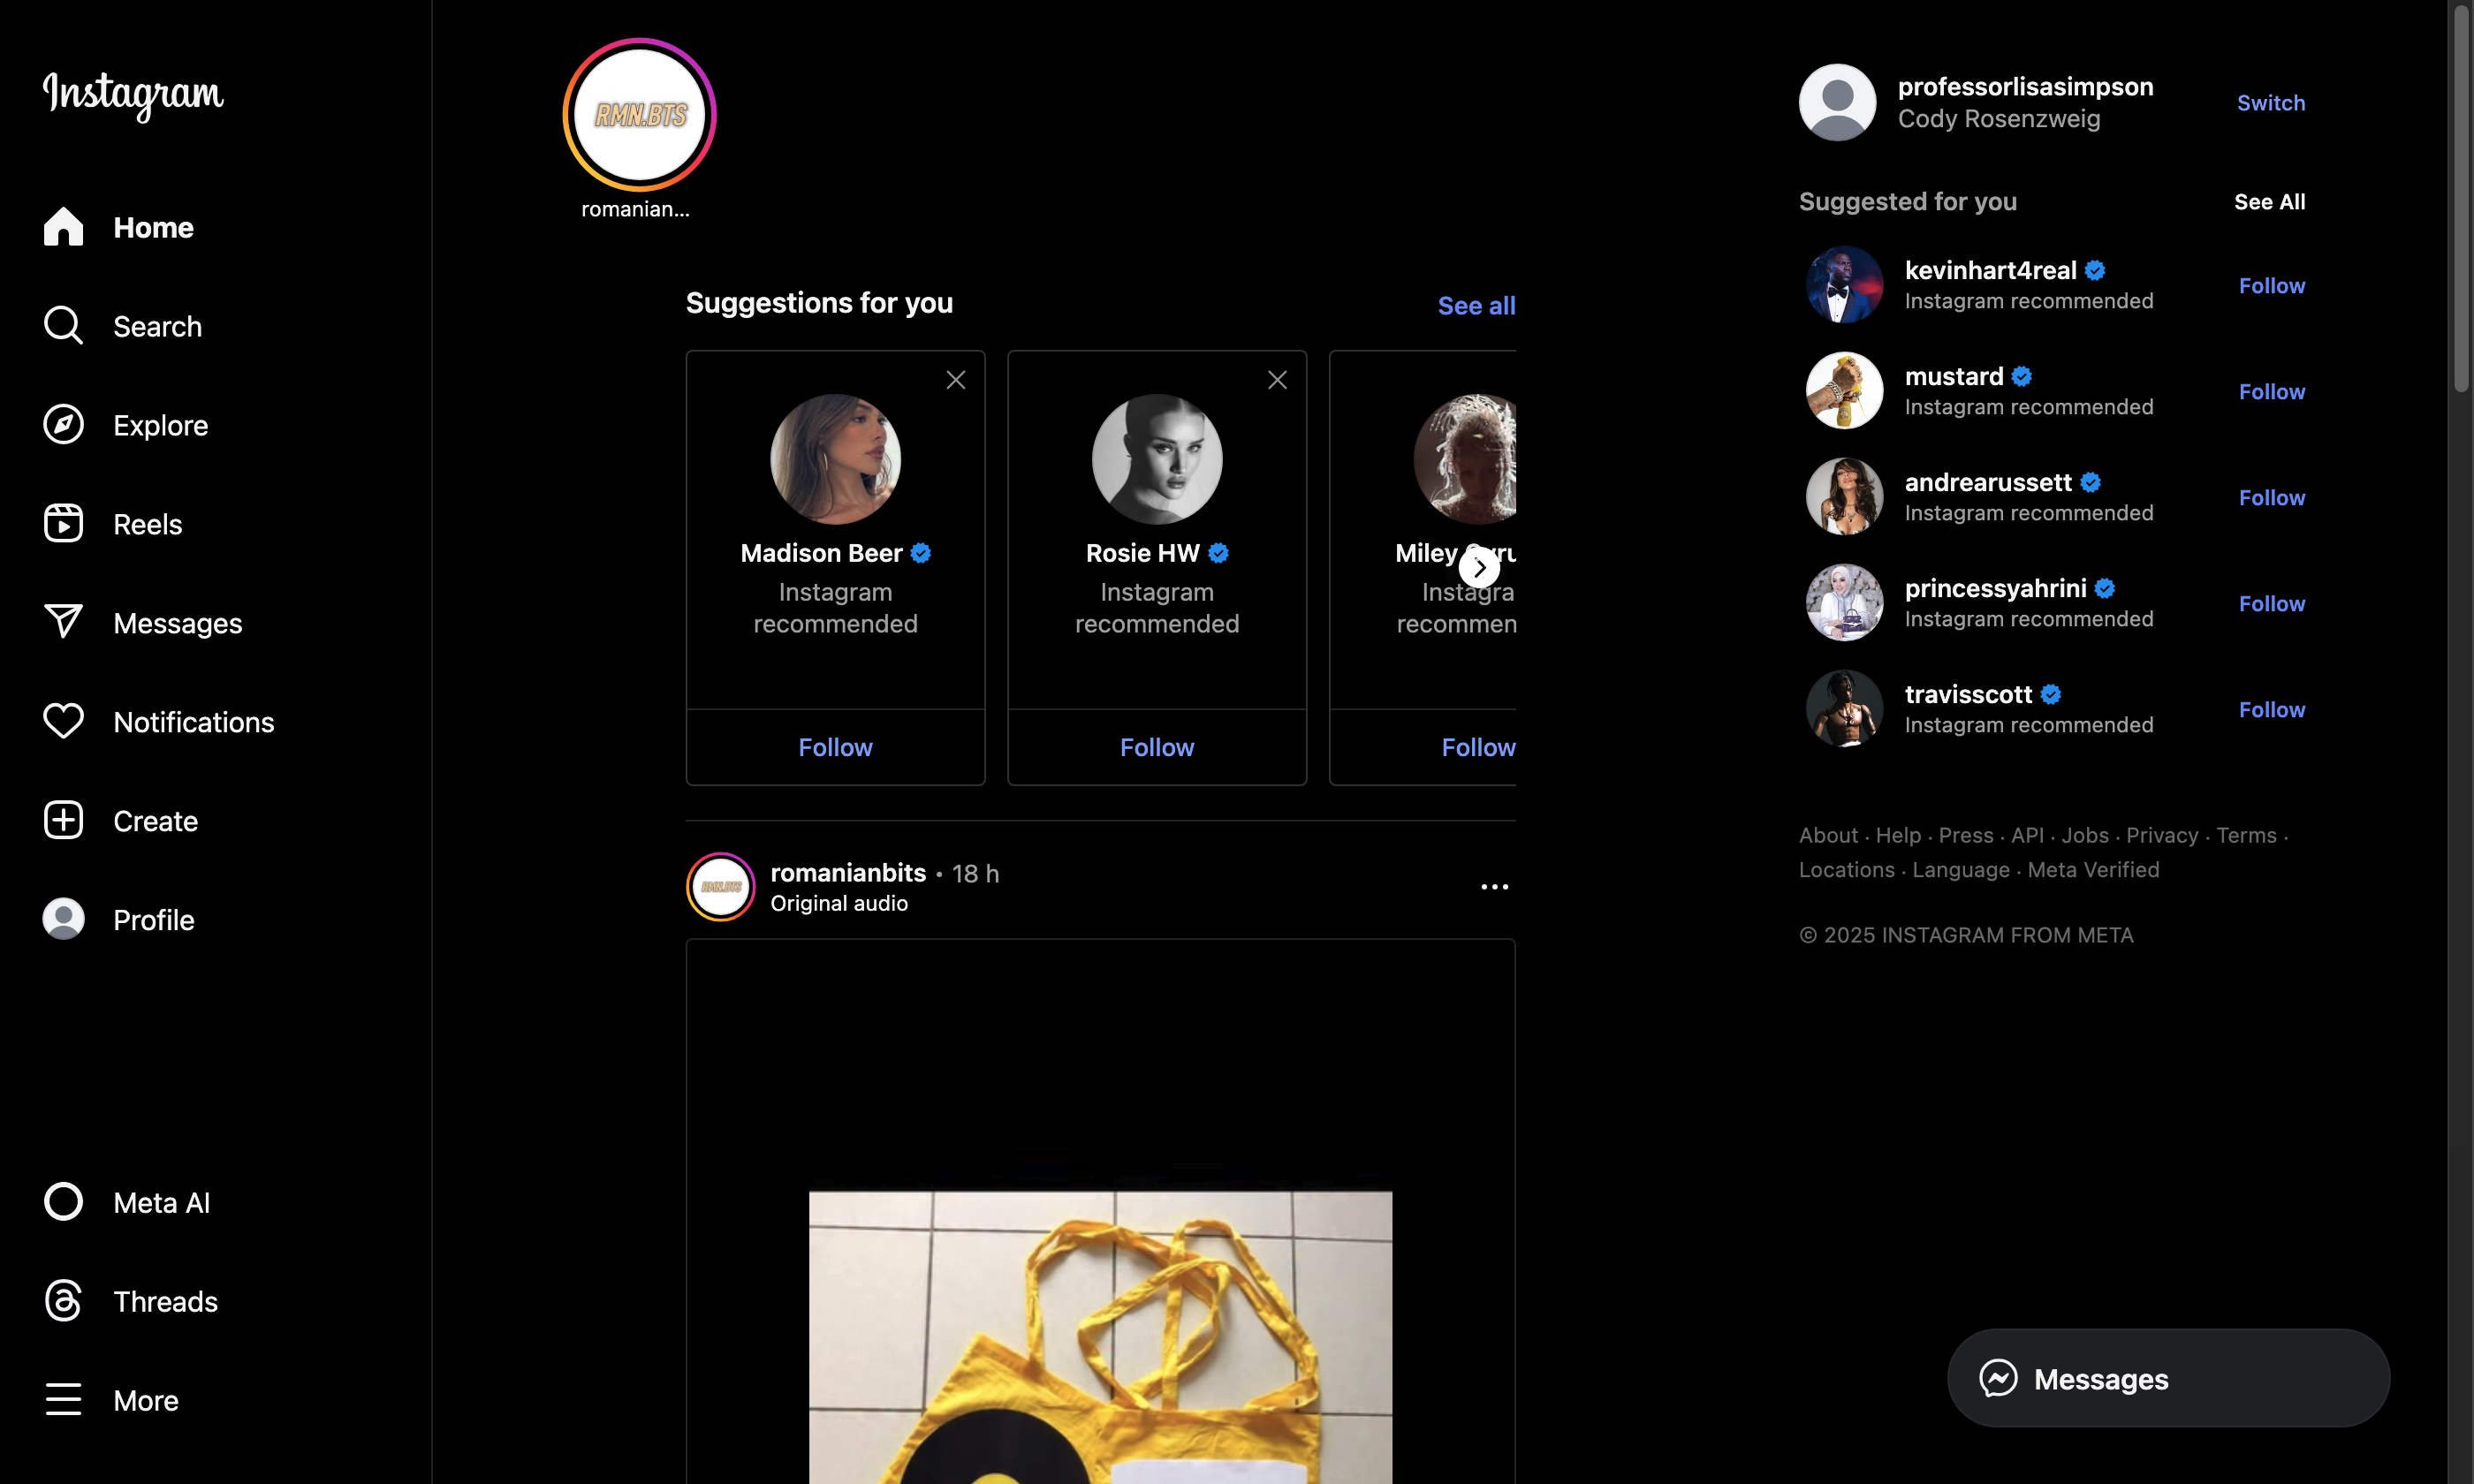 Instagram
Home
Search
Explore
Reels
Messages
Notifications
Create
Profile
Meta AI
Threads
More
RMN.BTS
romanian...
Suggestions for you
See all
Madison Beer
Instagram
recommended
Follow
Rosie HW
Instagram
recommended
Follow
Miley
Instagra
recommen
Follow
RMN.BTS
romanianbits • 18 h
Original audio
professorlisasimpson
Cody Rosenzweig
Switch
Suggested for you
See All
kevinhart4real
Instagram recommended
Follow
mustard
Instagram recommended
Follow
andrearussett
Instagram recommended
Follow
princessyahrini
Instagram recommended
Follow
travisscott
Instagram recommended
Follow
About · Help · Press · API · Jobs · Privacy · Terms ·
Locations · Language · Meta Verified
© 2025 INSTAGRAM FROM META
Messages